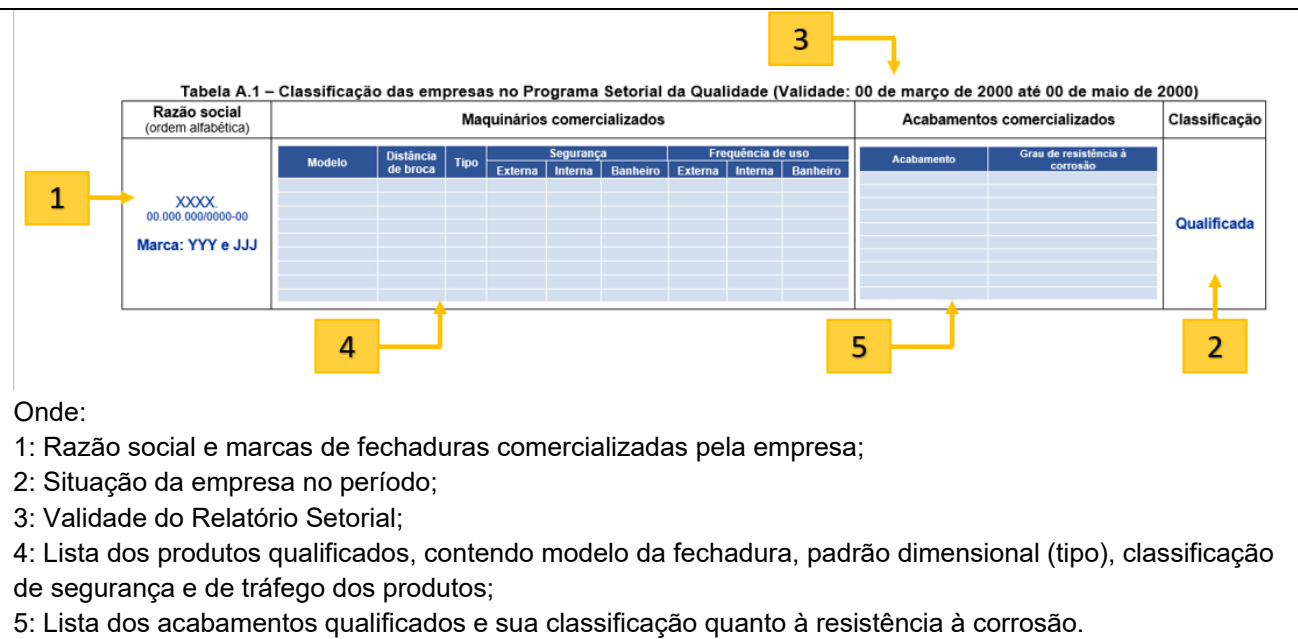 3
Tabela A.1 – Classificação das empresas no Programa Setorial da Qualidade (Validade: 00 de março de 2000 até 00 de maio de 2000)
Razão social
(ordem alfabética)
Maquinários comercializados
Acabamentos comercializados
Classificação
Modelo
Distância de broca
Tipo
Segurança
Frequência de uso
Externa Interna Banheiro Externa Interna Banheiro
Acabamento
Grau de resistência à corrosão
1
XXXX.
00.000.000/0000-00
Marca: YYY e JJJ
Qualificada
4
5
2
Onde:
1: Razão social e marcas de fechaduras comercializadas pela empresa;
2: Situação da empresa no período;
3: Validade do Relatório Setorial;
4: Lista dos produtos qualificados, contendo modelo da fechadura, padrão dimensional (tipo), classificação
de segurança e de tráfego dos produtos;
5: Lista dos acabamentos qualificados e sua classificação quanto à resistência à corrosão.